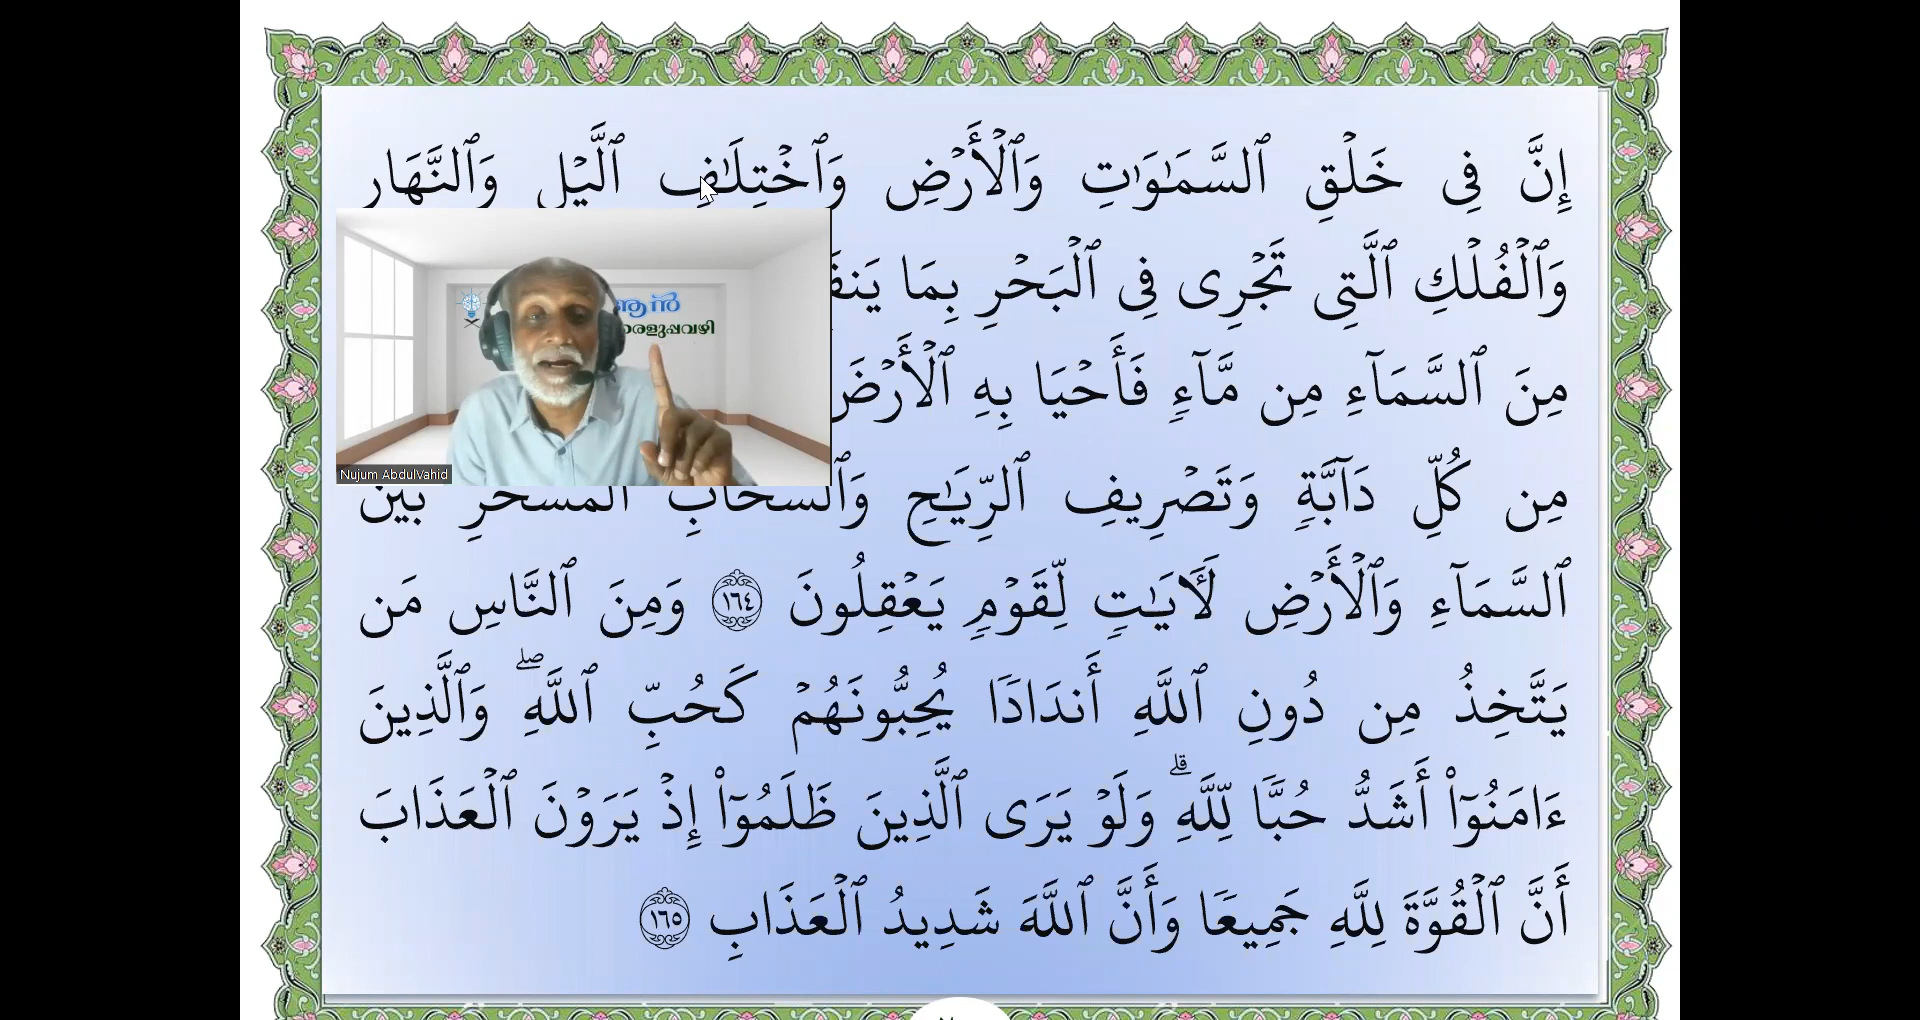 إِنَّ فِى خَلْقِ ٱلسَّمَٰوَٰتِ وَٱلْأَرْضِ وَٱخْتِلَٰفِ ٱلَّيْلِ وَٱلنَّهَارِ
وَٱلْفُلْكِ ٱلَّتِى تَجْرِى فِى ٱلْبَحْرِ بِمَا
مِنَ ٱلسَّمَآءِ مِن مَّآءٍ فَأَحْيَا بِهِ ٱلْأَرْضَ
مِن كُلِّ دَآبَّةٍ وَتَصْرِيفِ ٱلرِّيَٰحِ وَٱلسَّحَابِ ٱلْمُسَخَّرِ بَيْنَ
ٱلسَّمَآءِ وَٱلْأَرْضِ لَـَٔايَٰتٍ لِّقَوْمٍ يَعْقِلُونَ ١٦٤ وَمِنَ ٱلنَّاسِ مَن
يَتَّخِذُ مِن دُونِ ٱللَّهِ أَندَادًا يُحِبُّونَهُمْ كَحُبِّ ٱللَّهِ ۖ وَٱلَّذِينَ
ءَامَنُوٓا۟ أَشَدُّ حُبًّا لِّلَّهِ ۗ وَلَوْ يَرَى ٱلَّذِينَ ظَلَمُوٓا۟ إِذْ يَرَوْنَ ٱلْعَذَابَ
أَنَّ ٱلْقُوَّةَ لِلَّهِ جَمِيعًا وَأَنَّ ٱللَّهَ شَدِيدُ ٱلْعَذَابِ ١٦٥
Nujum AbdulVahid